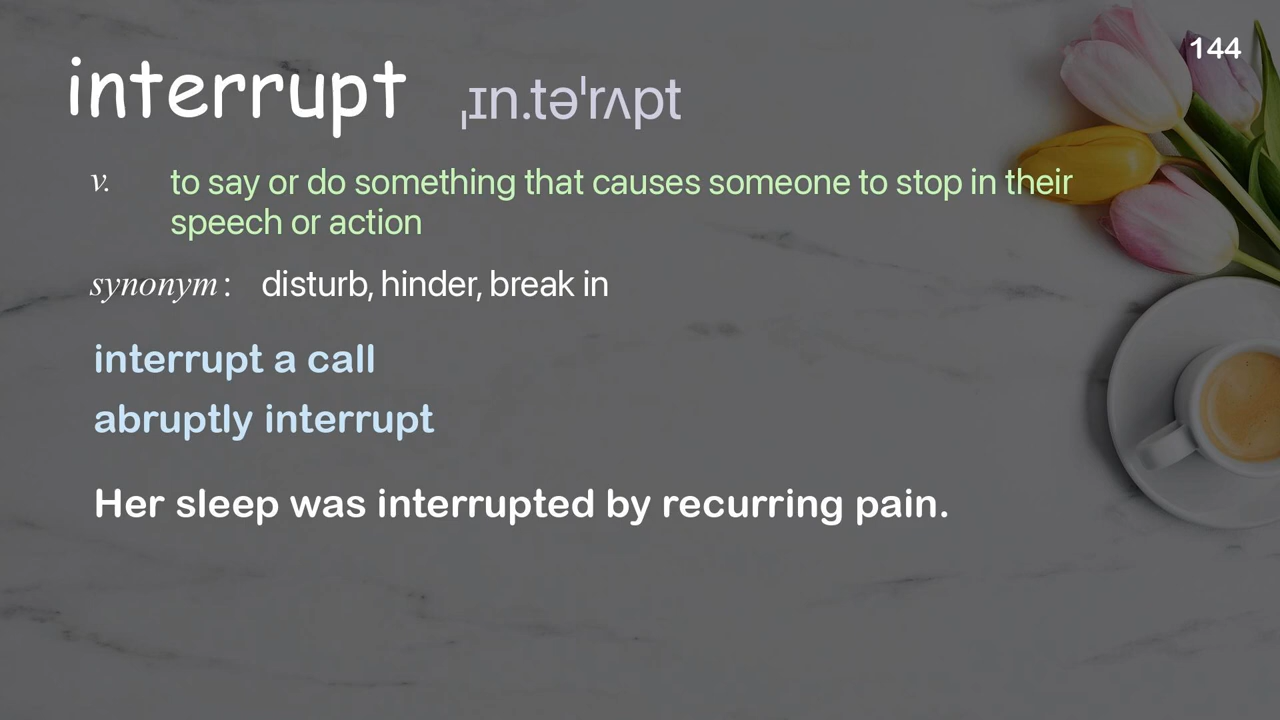 144
interrupt ˌɪn.təˈrʌpt
v. to say or do something that causes someone to stop in their
speech or action
synonym : disturb, hinder, break in
interrupt a call
abruptly interrupt
Her sleep was interrupted by recurring pain.